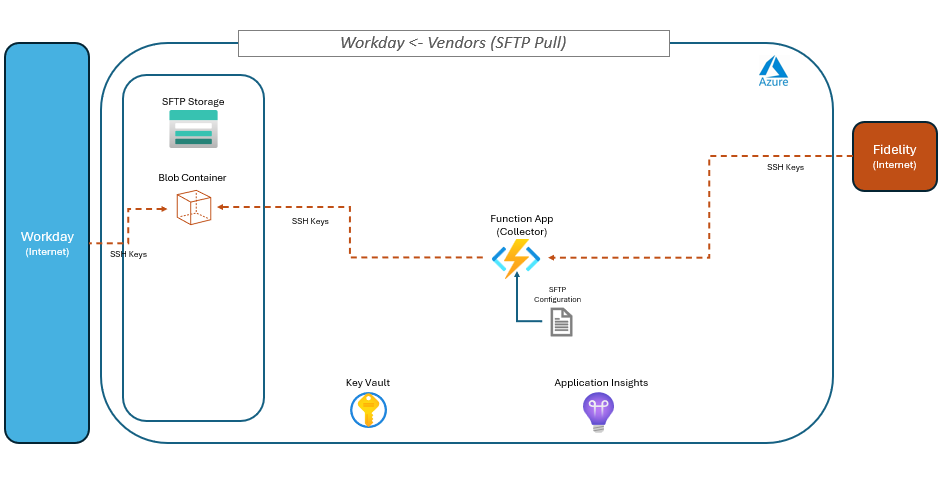 Workday <- Vendors (SFTP Pull)
Azure
SFTP Storage
Blob Container
Workday
(Internet)
SSH Keys
SSH Keys
Function App
(Collector)
SFTP
Configuration
SSH Keys
Fidelity
(Internet)
Key Vault
Application Insights